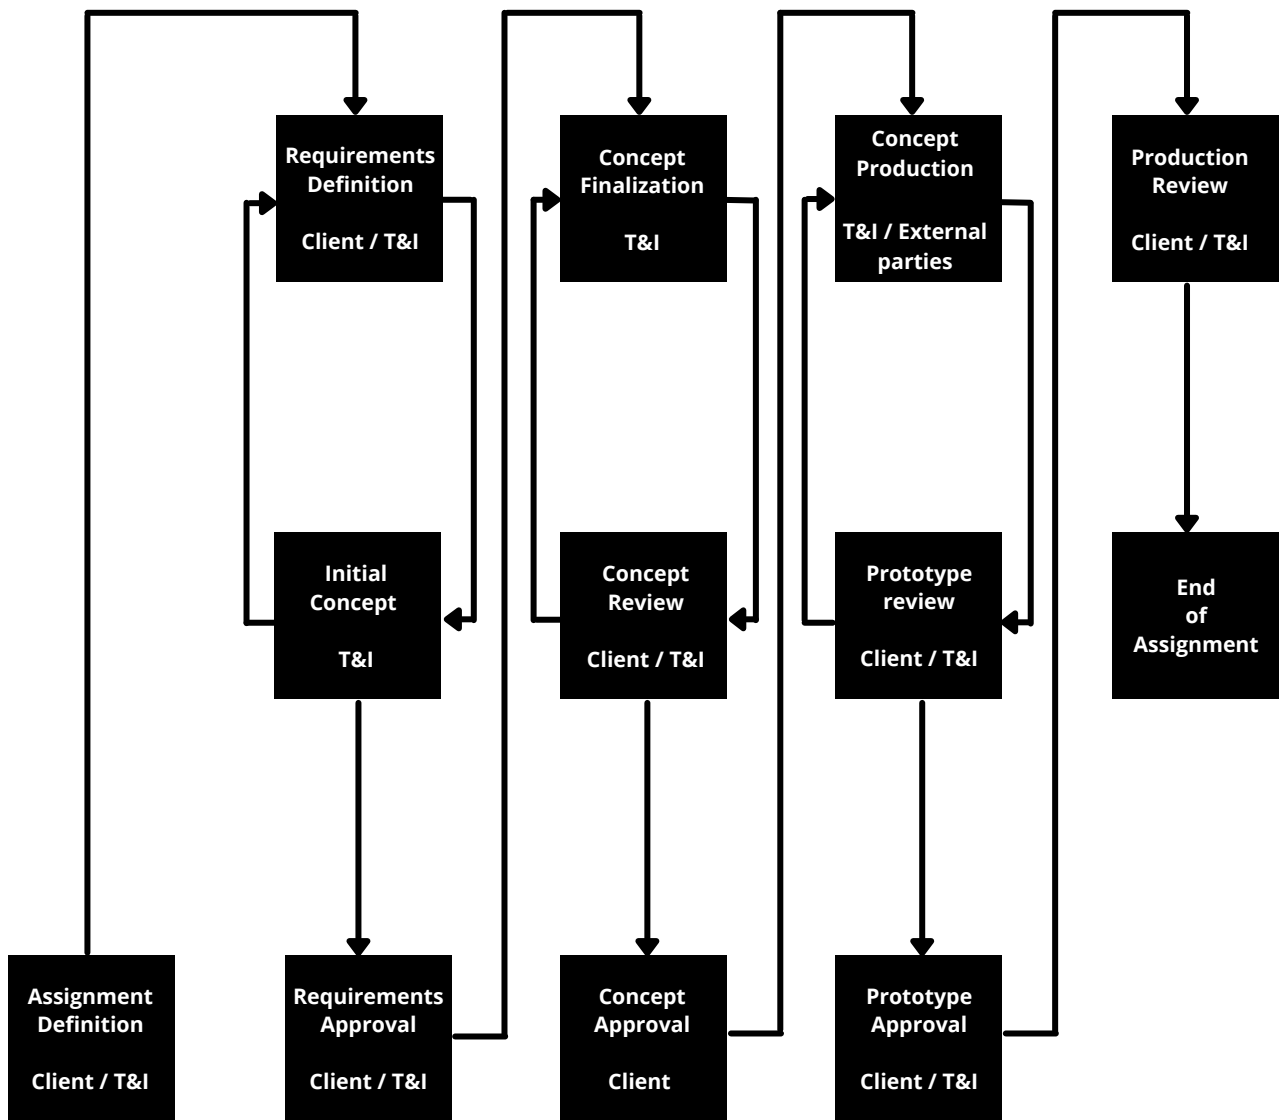 Requirements
Definition
Client / T&I
Concept
Finalization
T&I
Concept
Production
T&I / External
parties
Production
Review
Client / T&I
Initial
Concept
T&I
Concept
Review
Client / T&I
Prototype
review
Client / T&I
End
of
Assignment
Assignment
Definition
Client / T&I
Requirements
Approval
Client / T&I
Concept
Approval
Client
Prototype
Approval
Client / T&I